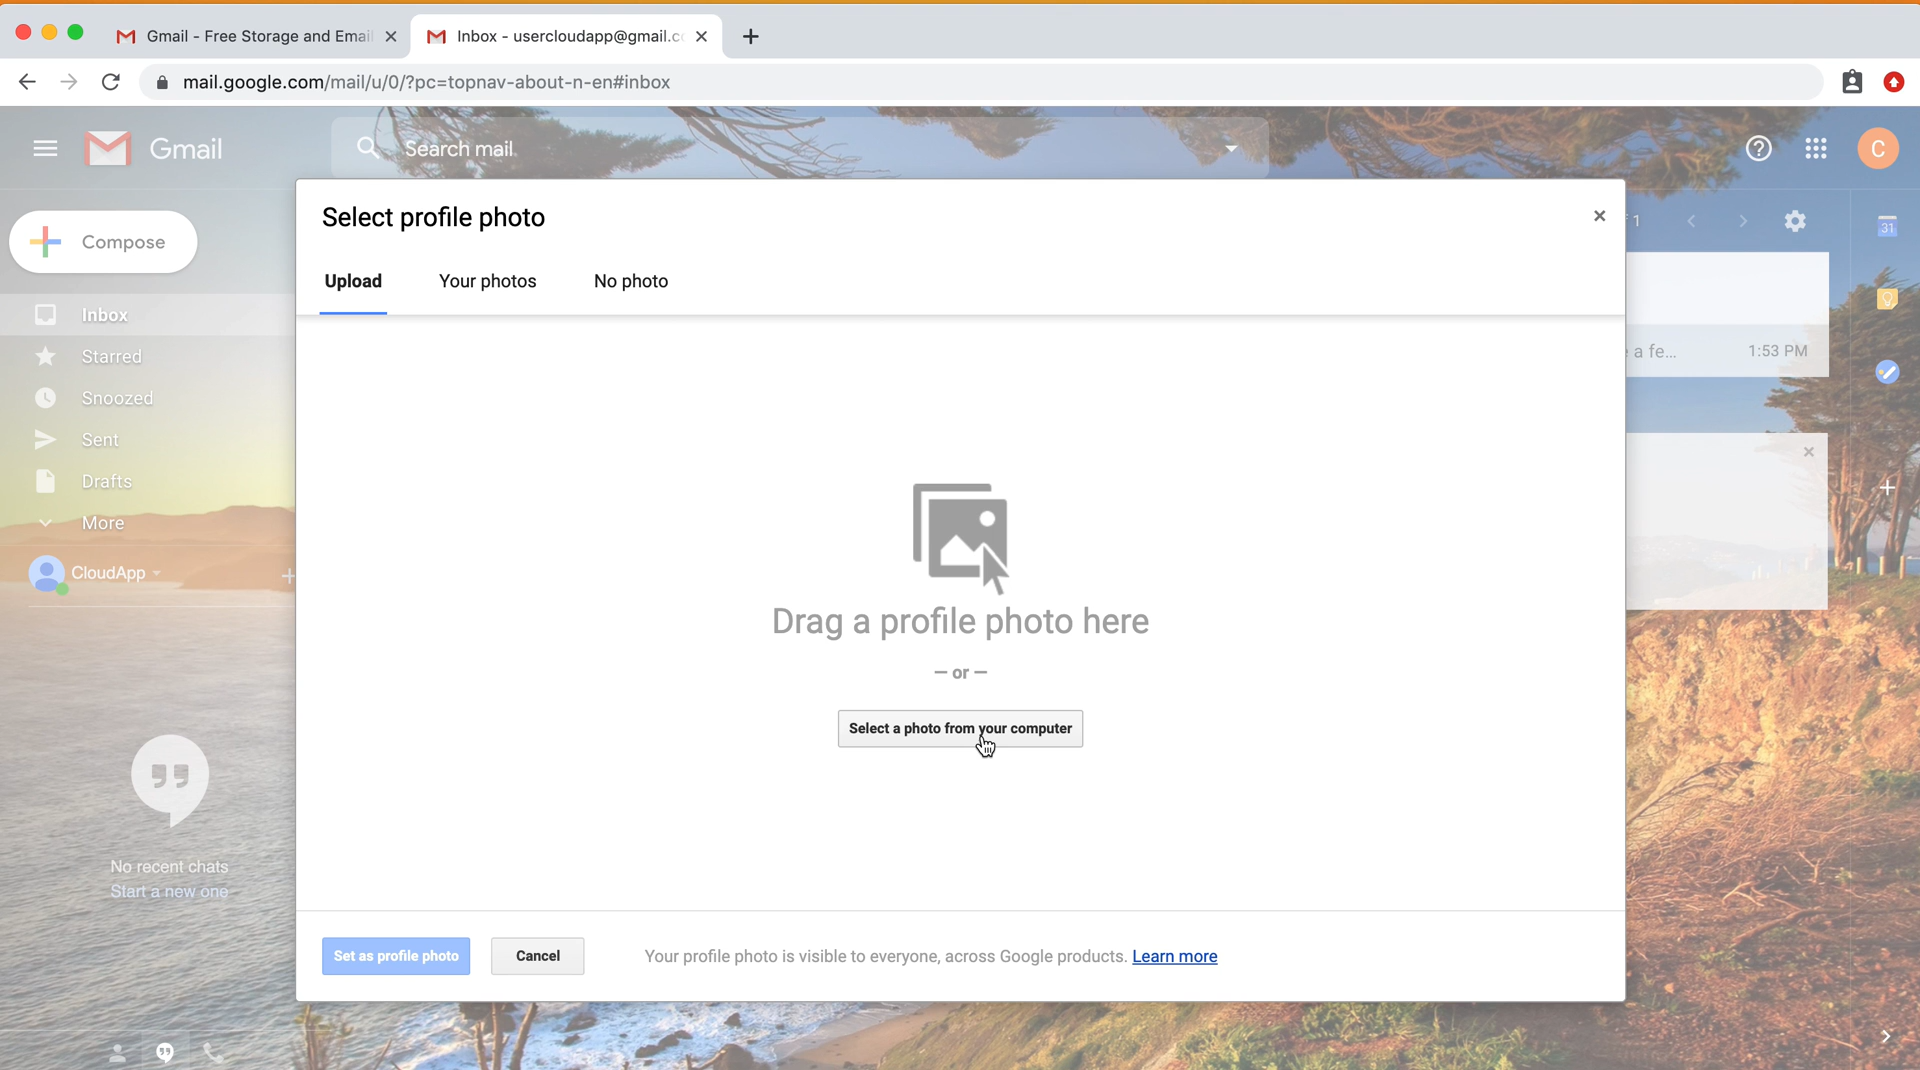 Gmail - Free Storage and Email
Inbox - usercloudapp@gmail.c
mail.google.com/mail/u/0/?pc=topnav-about-n-en#inbox
Gmail
Search mail
C
Compose
Select profile photo
1
31
Upload
Your photos
No photo
Inbox
Starred
a fe...
1:53 PM
Snoozed
Sent
Drafts
More
CloudApp
Drag a profile photo here
– or –
Select a photo from your computer
No recent chats
Start a new one
Set as profile photo
Cancel
Your profile photo is visible to everyone, across Google products. Learn more